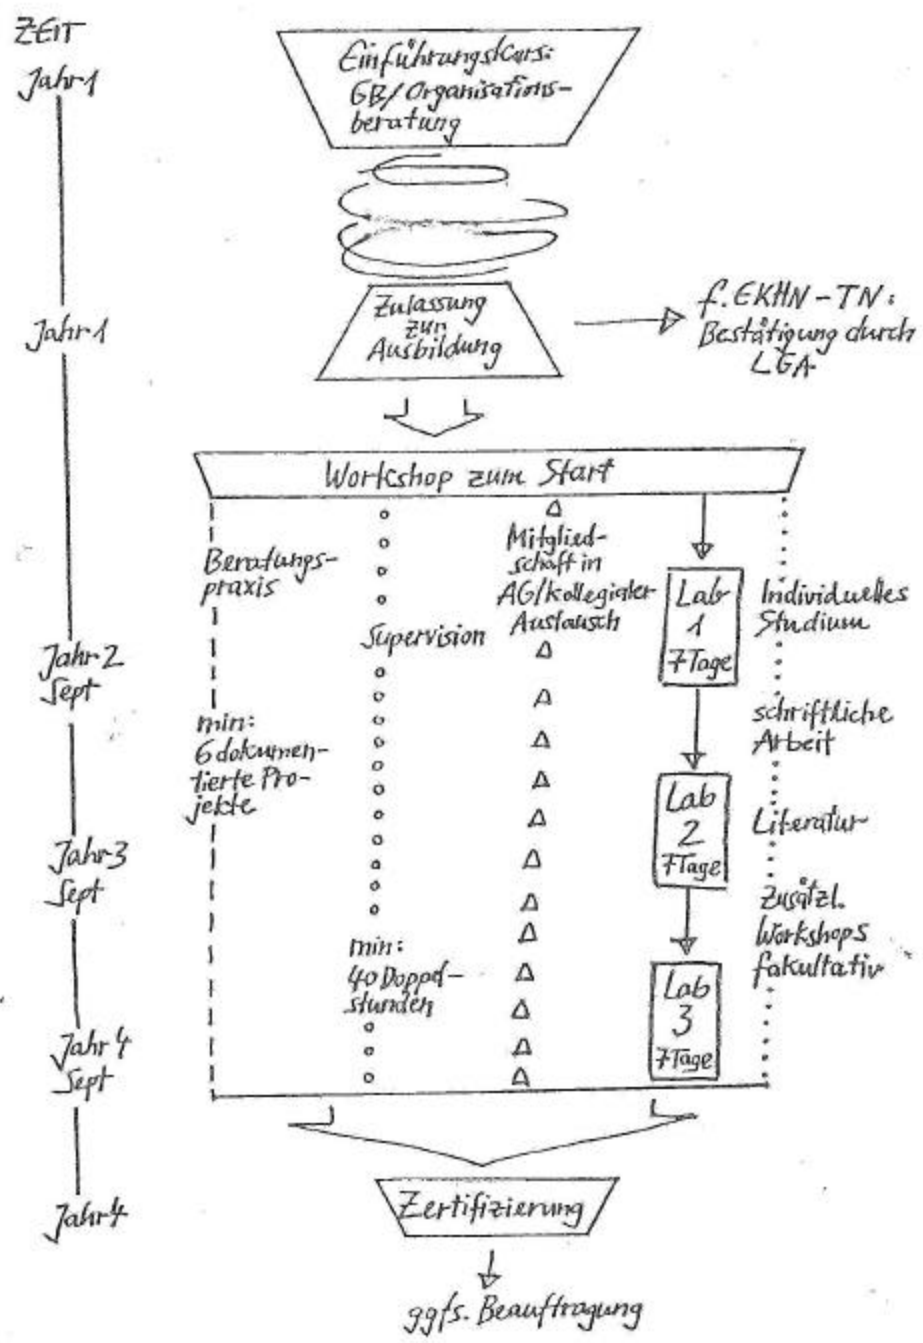 ZEIT
Jahr 1
Einführungskurs:
GB/Organisations-
beratung
Jahr 1
Zulassung
zur
Ausbildung
f. EKHN-TN:
Bestätigung durch
LGA
Workshop zum Start
Beratungs-
praxis
min:
6 dokumen-
tierte Pro-
jekte
Supervision
min:
40 Doppel-
stunden
Mitglied-
schaft in
AG/kollegialer
Austausch
Lab
1
7 Tage
Lab
2
7 Tage
Lab
3
7 Tage
Individuelles
Studium
schriftliche
Arbeit
Literatur
Zusätzl.
Workshops
fakultativ
Jahr 2
Sept
Jahr 3
Sept
Jahr 4
Sept
Jahr 4
Zertifizierung
ggfs. Beauftragung